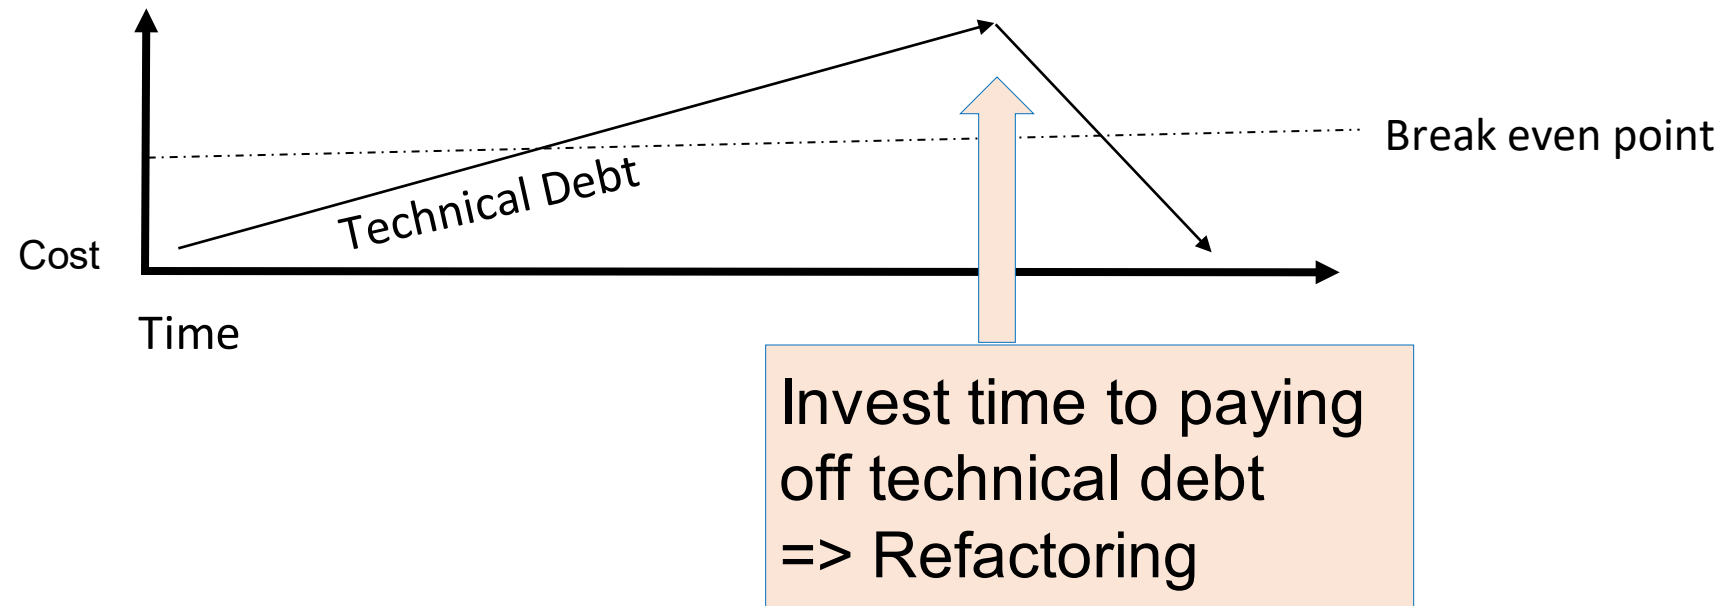 Break even point
Technical Debt
Cost
Time
Invest time to paying
off technical debt
=> Refactoring